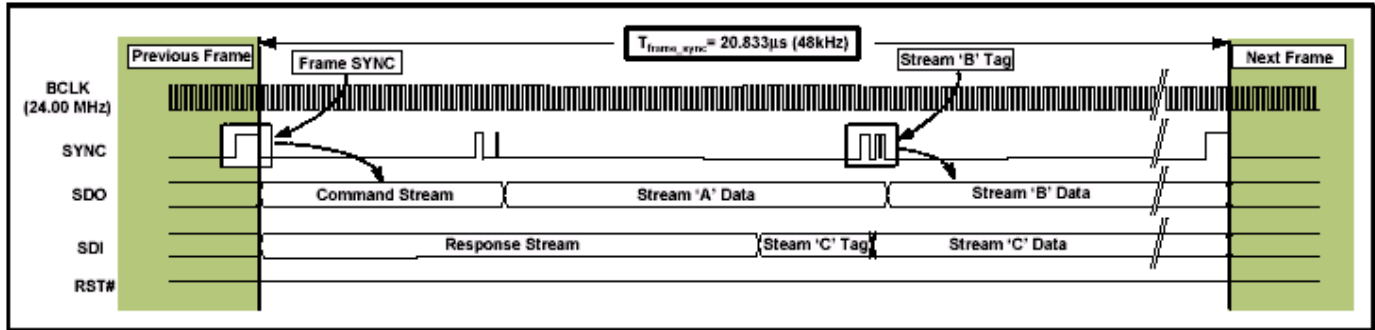 Previous Frame
T frame_sync= 20.833µs (48kHz)
Next Frame
Frame SYNC
Stream 'B' Tag
BCLK
(24.00 MHz)
SYNC
SDO
Command Stream
Stream 'A' Data
Stream 'B' Data
SDI
Response Stream
Steam 'C' Tag
Stream 'C' Data
RST#